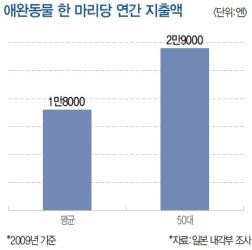 애완동물 한 마리당 연간 지출액
〈단위:엔〉
2만9000
1만8000
평균 50대
*2009년 기준 *자료:일본 내각부 조사